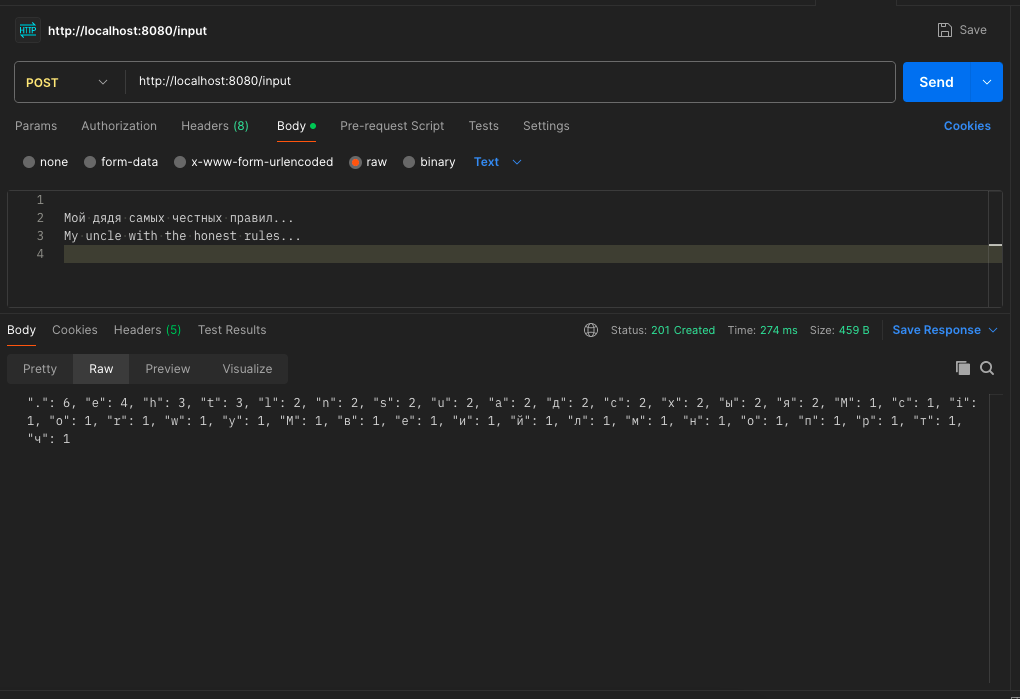 HTTP http://localhost:8080/input Save
POST http://localhost:8080/input Send
Params Authorization Headers (8) Body Pre-request Script Tests Settings Cookies
none form-data x-www-form-urlencoded raw binary Text
1
2 Мой дядя самых честных правил...
3 My uncle with the honest rules...
4
Body Cookies Headers (5) Test Results Status: 201 Created Time: 274 ms Size: 459 B Save Response
Pretty Raw Preview Visualize
".": 6, "e": 4, "h": 3, "t": 3, "l": 2, "n": 2, "s": 2, "u": 2, "а": 2, "д": 2, "с": 2, "х": 2, "ы": 2, "я": 2, "M": 1, "c": 1, "i":
1, "o": 1, "r": 1, "w": 1, "y": 1, "М": 1, "в": 1, "е": 1, "и": 1, "й": 1, "л": 1, "м": 1, "н": 1, "о": 1, "п": 1, "р": 1, "т": 1,
"ч": 1